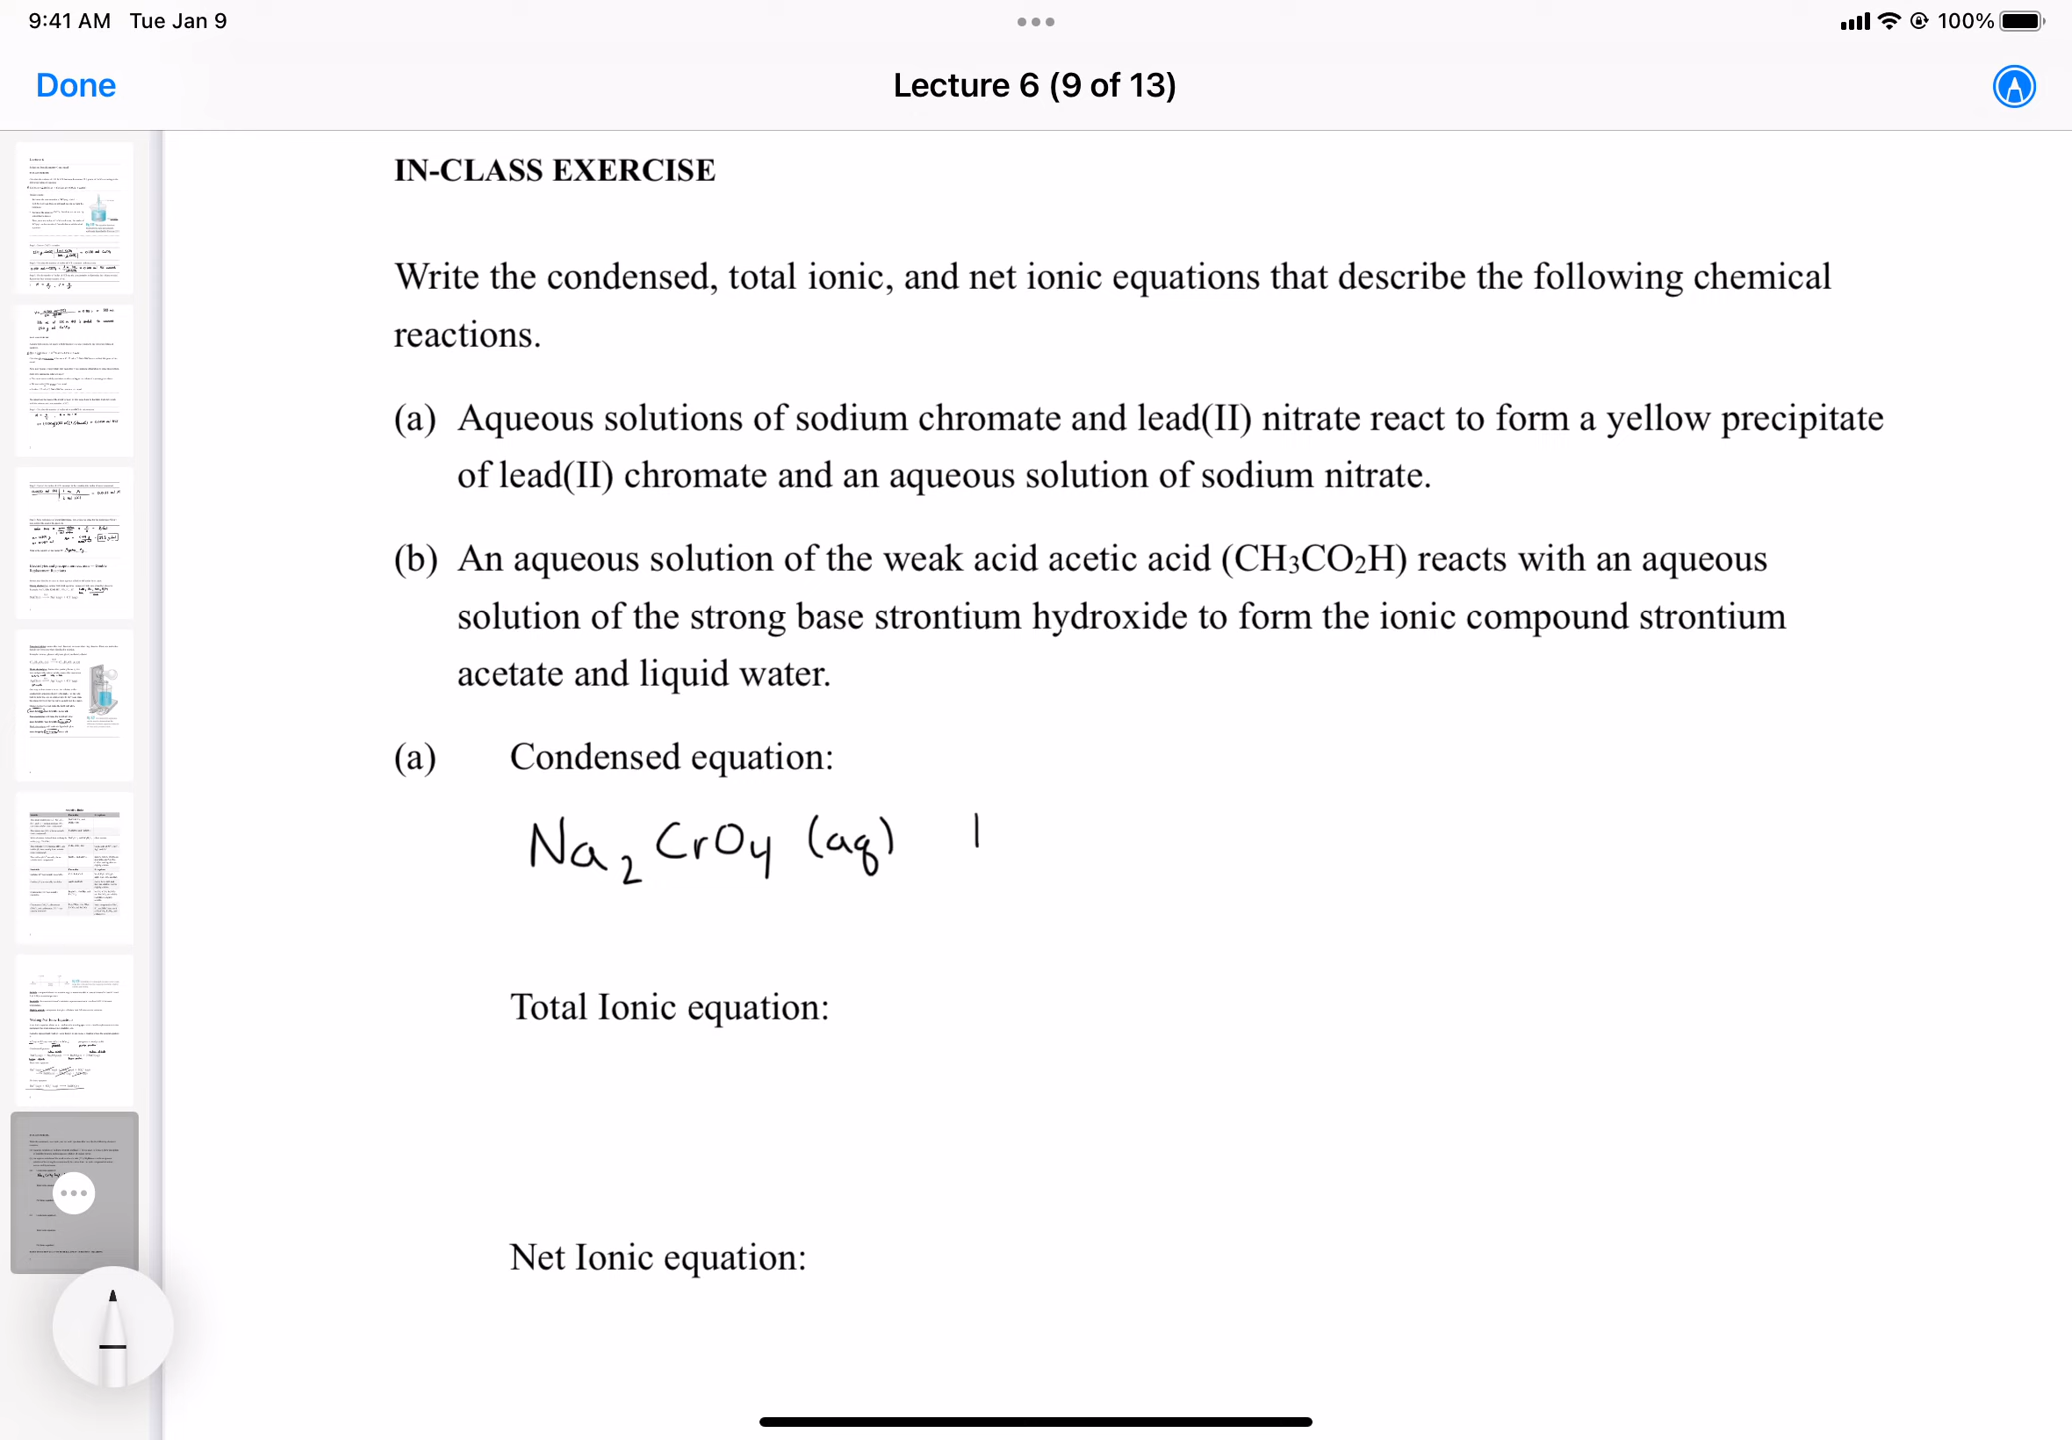 9:41 AM Tue Jan 9
100%
Done
Lecture 6 (9 of 13)
IN-CLASS EXERCISE
Write the condensed, total ionic, and net ionic equations that describe the following chemical
reactions.
(a) Aqueous solutions of sodium chromate and lead(II) nitrate react to form a yellow precipitate
of lead(II) chromate and an aqueous solution of sodium nitrate.
(b) An aqueous solution of the weak acid acetic acid (CH₃CO₂H) reacts with an aqueous
solution of the strong base strontium hydroxide to form the ionic compound strontium
acetate and liquid water.
(a) Condensed equation:
Na₂CrO₄ (aq) |
Total Ionic equation:
Net Ionic equation: